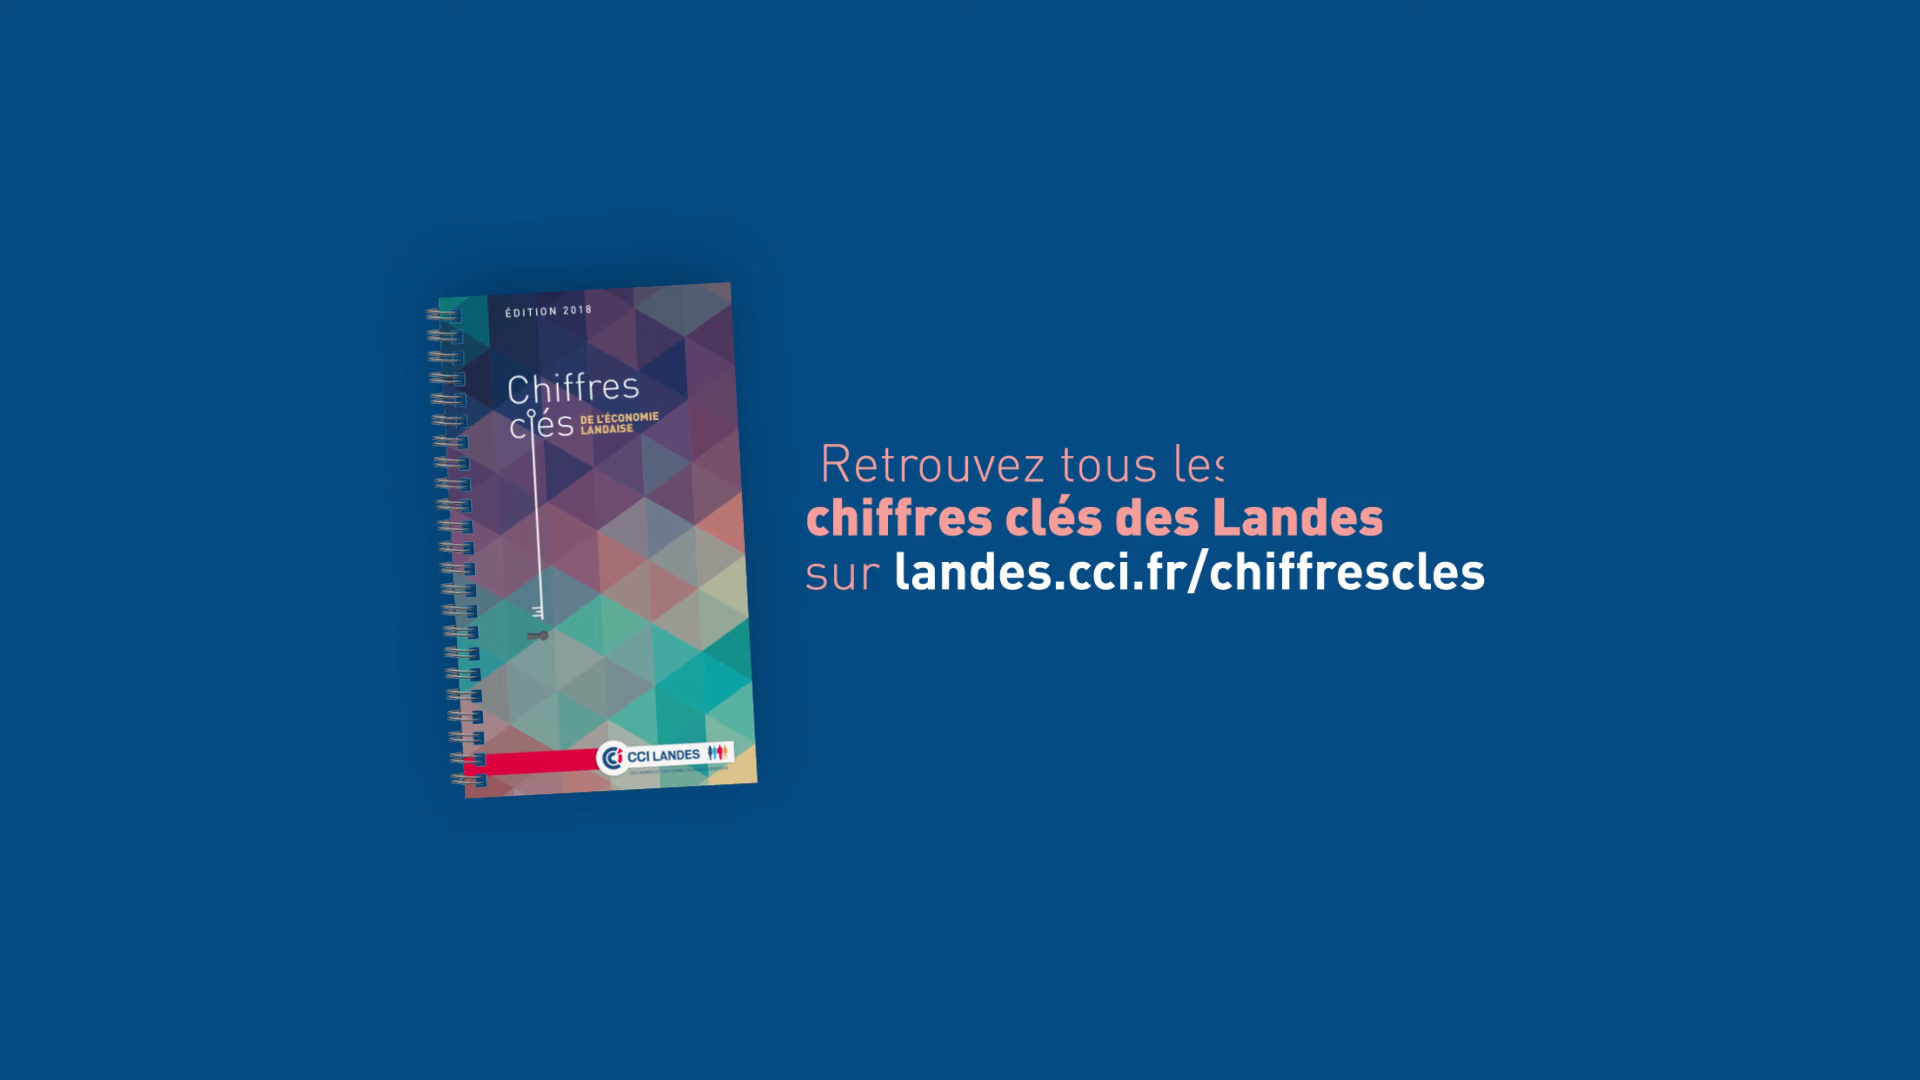 ÉDITION 2018
Chiffres
clés DE L'ÉCONOMIE
LANDAISE
CCI LANDES
Retrouvez tous les
chiffres clés des Landes
sur landes.cci.fr/chiffrescles